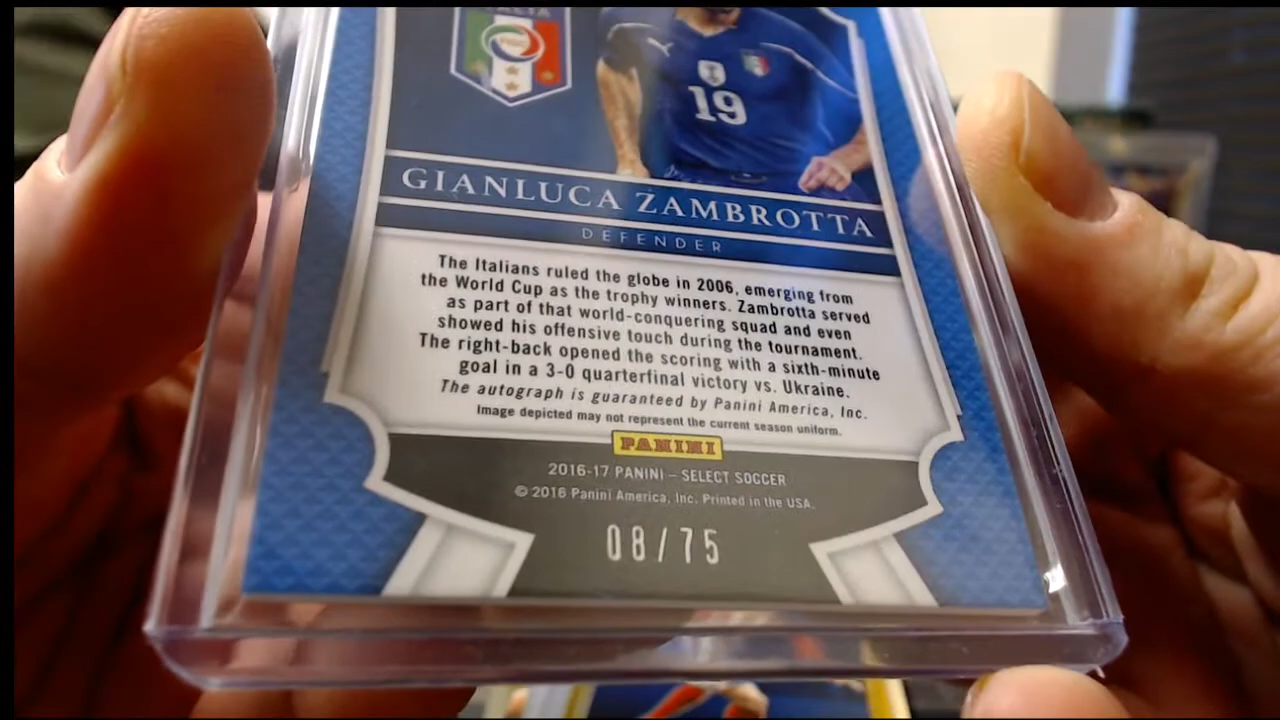 ITALIA
FIGC
19
GIANLUCA ZAMBROTTA
DEFENDER
The Italians ruled the globe in 2006, emerging from
the World Cup as the trophy winners. Zambrotta served
as part of that world-conquering squad and even
showed his offensive touch during the tournament.
The right-back opened the scoring with a sixth-minute
goal in a 3-0 quarterfinal victory vs. Ukraine.
The autograph is guaranteed by Panini America, Inc.
Image depicted may not represent the current season uniform.
PANINI
2016-17 PANINI – SELECT SOCCER
© 2016 Panini America, Inc. Printed in the USA.
08/75